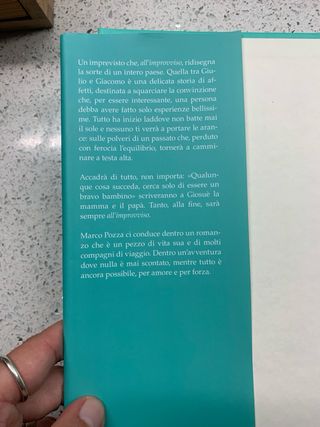 Un imprevisto che, all'improvviso, ridisegna
la sorte di un intero paese. Quella tra Giu-
lio e Giacomo è una delicata storia di af-
fetti, destinata a squarciare la convinzione
che, per essere interessante, una persona
debba avere fatto solo esperienze bellissi-
me. Tutto ha inizio laddove non batte mai
il sole e nessuno ti verrà a portare le aran-
ce: sulle polveri di un passato che, perduto
con ferocia l'equilibrio, tornerà a cammi-
nare a testa alta.
Accadrà di tutto, non importa: «Qualun-
que cosa succeda, cerca solo di essere un
bravo bambino» scriveranno a Giosuè la
mamma e il papà. Tanto, alla fine, sarà
sempre all'improvviso.
Marco Pozza ci conduce dentro un roman-
zo che è un pezzo di vita sua e di molti
compagni di viaggio. Dentro un'avventura
dove nulla è mai scontato, mentre tutto è
ancora possibile, per amore e per forza.